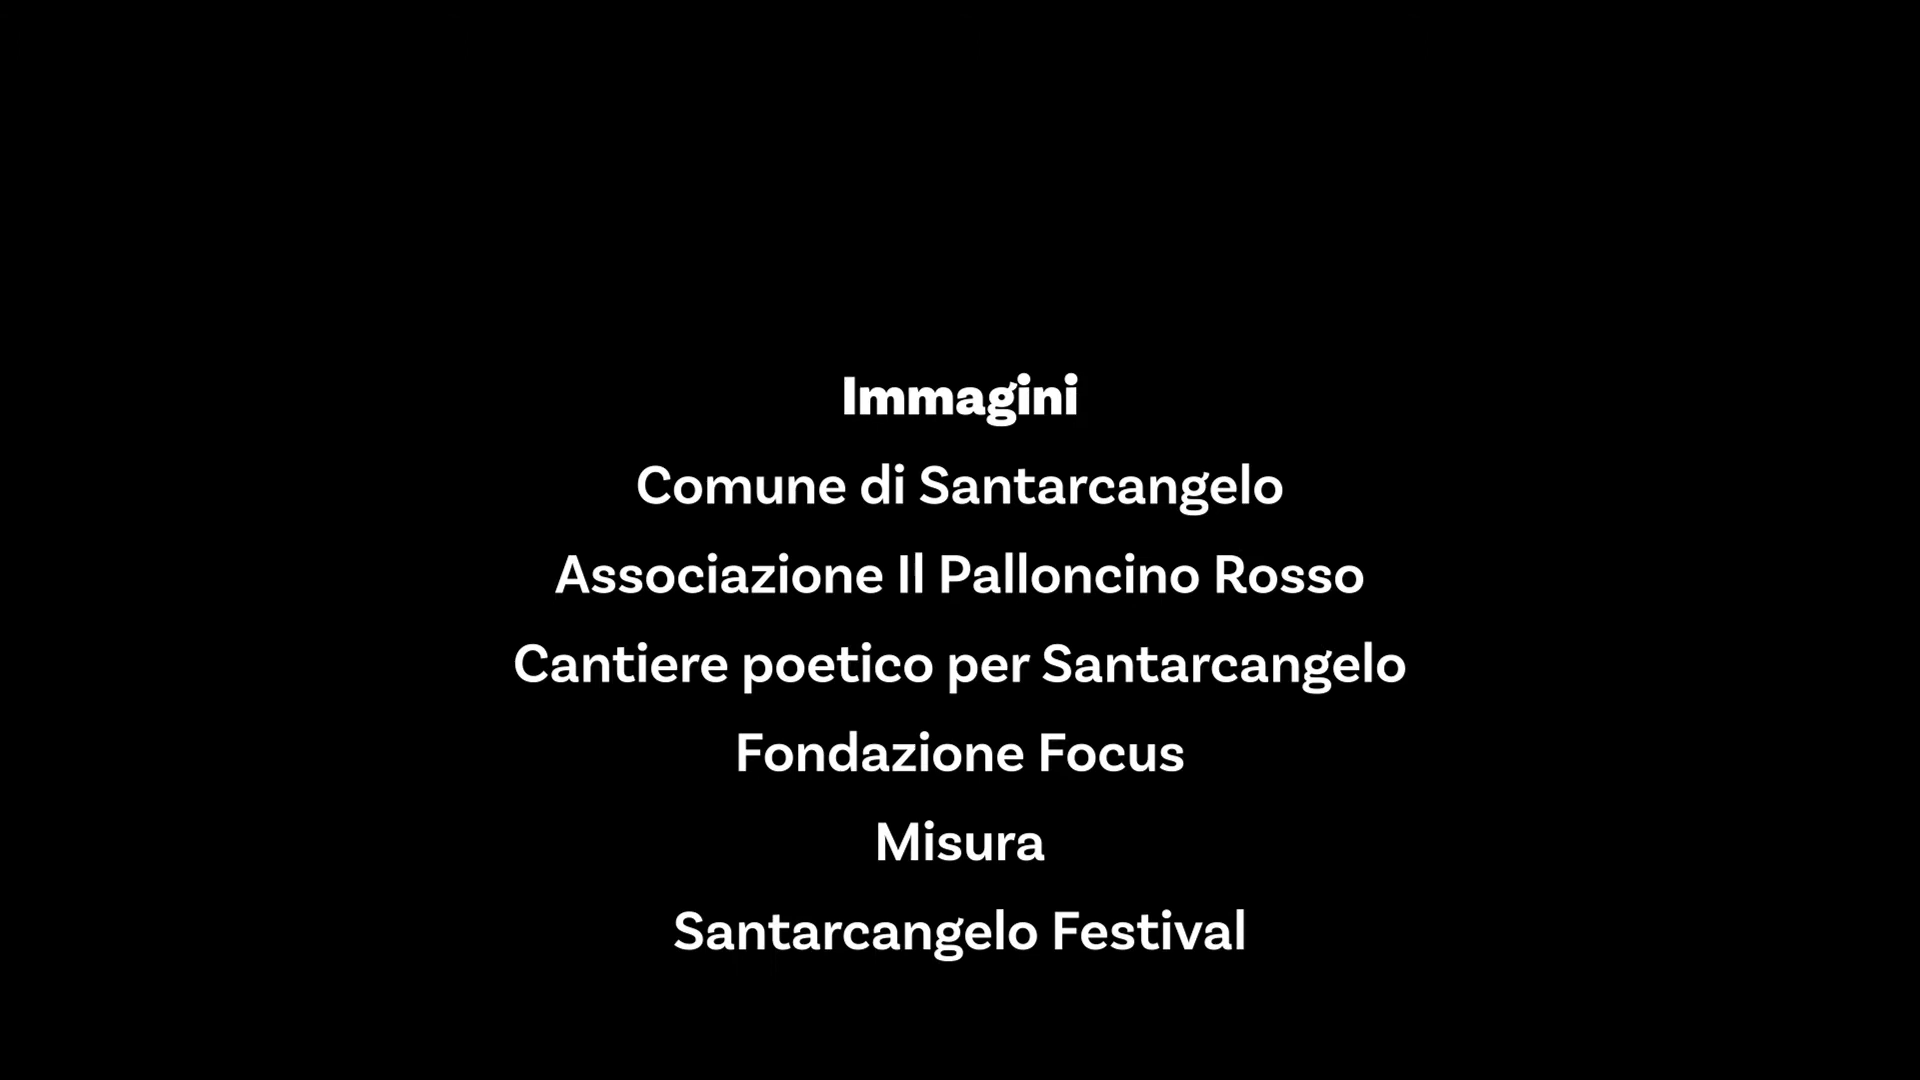 Immagini
Comune di Santarcangelo
Associazione Il Palloncino Rosso
Cantiere poetico per Santarcangelo
Fondazione Focus
Misura
Santarcangelo Festival